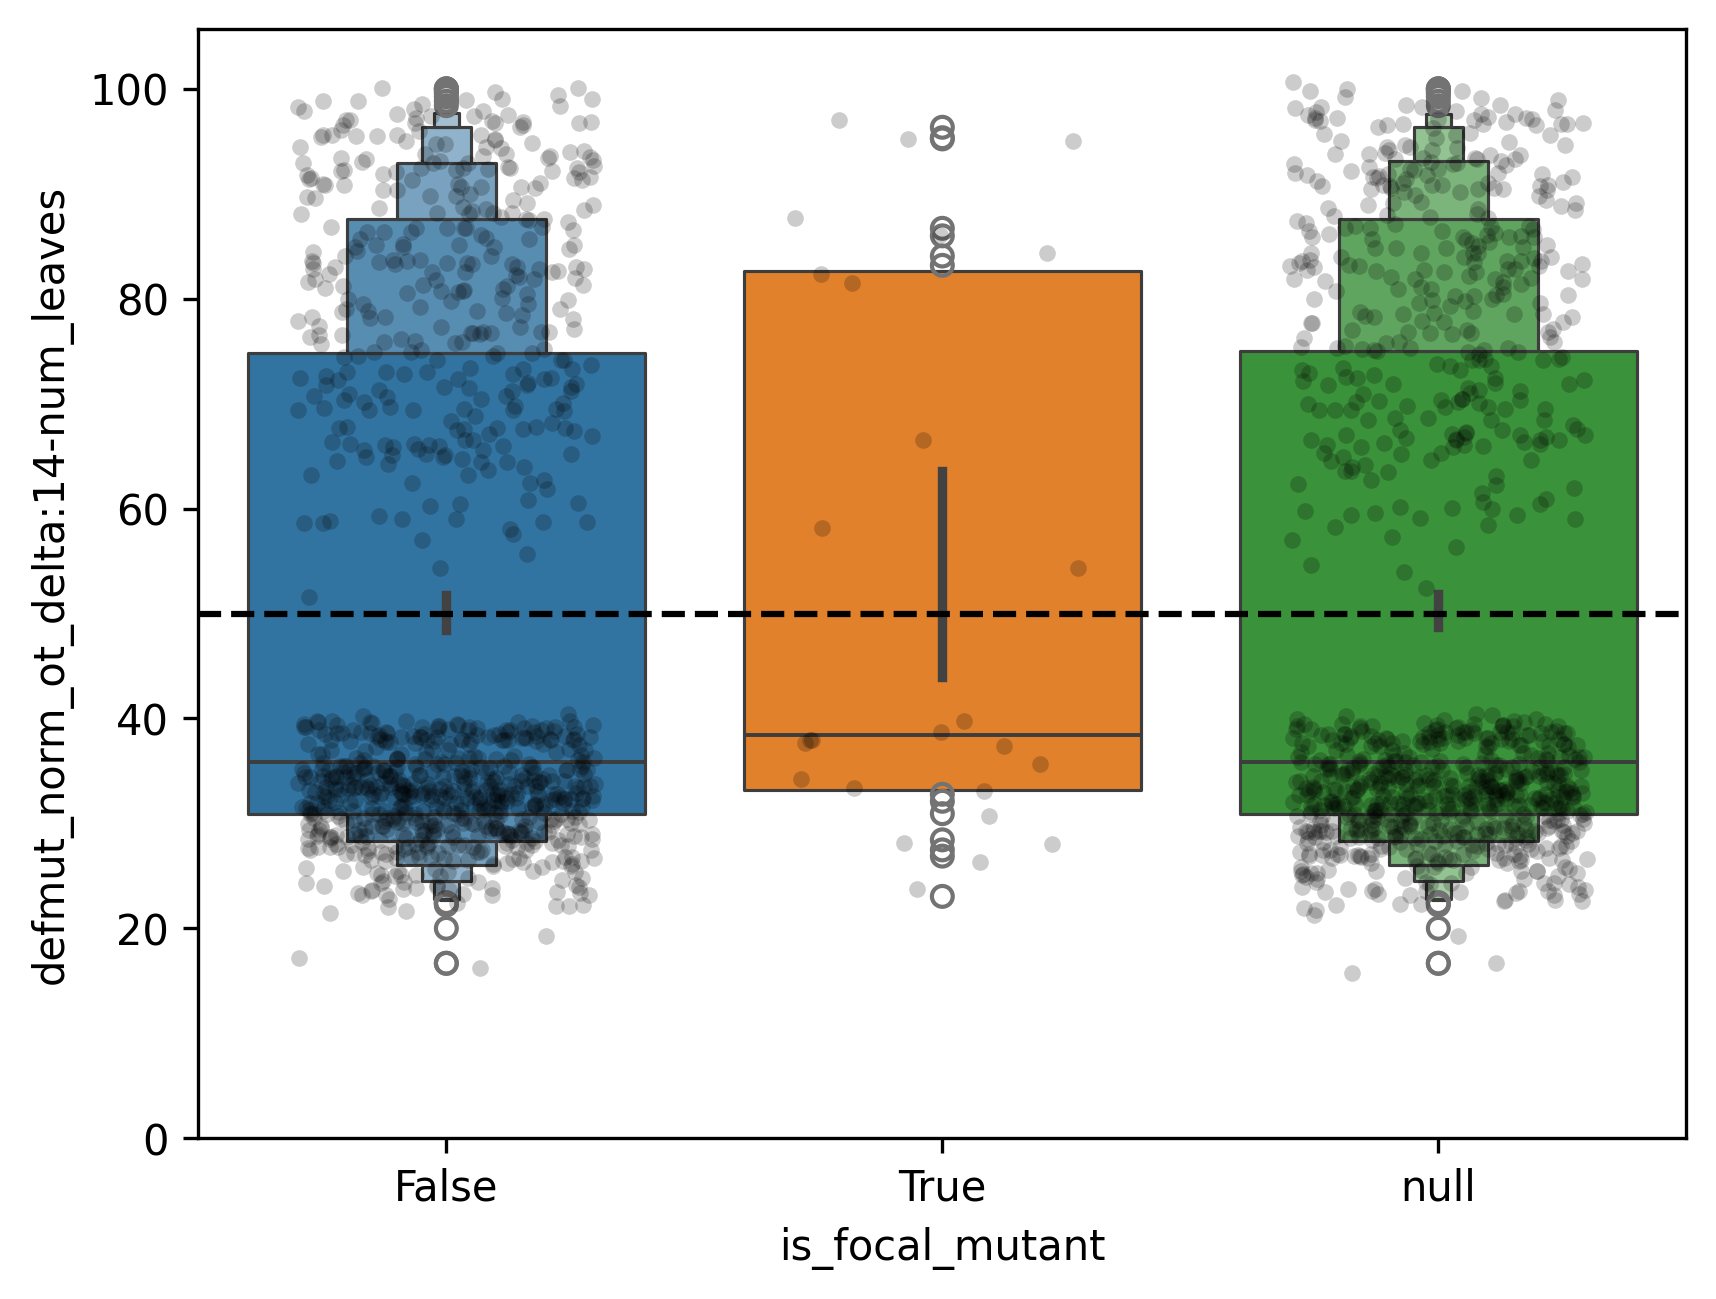 defmut_norm_ot_delta:14-num_leaves
100
80
60
40
20
0
False
True
null
is_focal_mutant